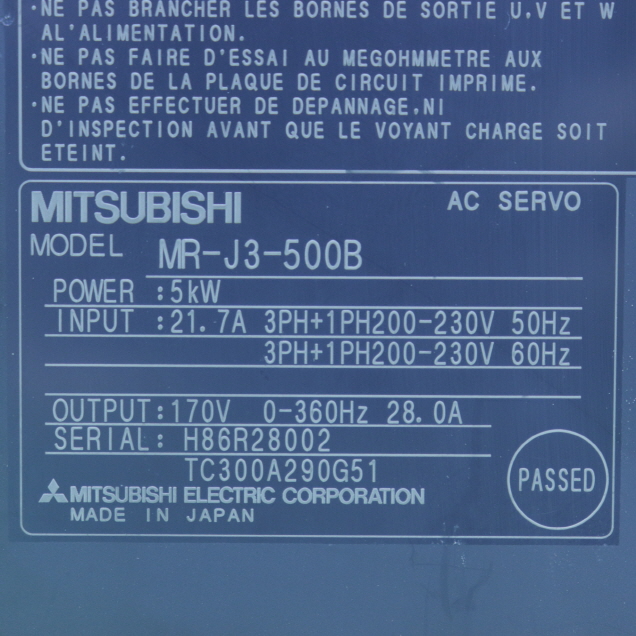 ·NE PAS BRANCHER LES BORNES DE SORTIE U.V ET W
AL'ALIMENTATION.
·NE PAS FAIRE D'ESSAI AU MEGOHMMETRE AUX
BORNES DE LA PLAQUE DE CIRCUIT IMPRIME.
·NE PAS EFFECTUER DE DEPANNAGE.NI
D'INSPECTION AVANT QUE LE VOYANT CHARGE SOIT
ETEINT.
MITSUBISHI AC SERVO
MODEL MR-J3-500B
POWER :5kW
INPUT :21.7A 3PH+1PH200-230V 50Hz
3PH+1PH200-230V 60Hz
OUTPUT:170V 0-360Hz 28.0A
SERIAL: H86R28002
TC300A290G51
PASSED
MITSUBISHI ELECTRIC CORPORATION
MADE IN JAPAN